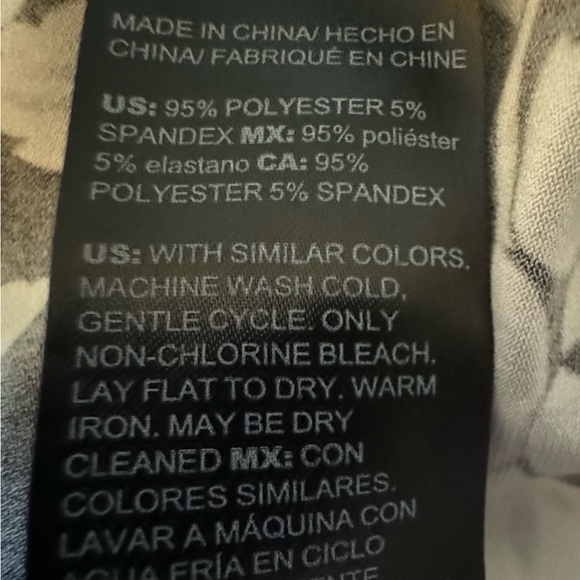 MADE IN CHINA/ HECHO EN
CHINA/ FABRIQUÉ EN CHINE
US: 95% POLYESTER 5%
SPANDEX MX: 95% poliéster
5% elastano CA: 95%
POLYESTER 5% SPANDEX
US: WITH SIMILAR COLORS.
MACHINE WASH COLD,
GENTLE CYCLE. ONLY
NON-CHLORINE BLEACH.
LAY FLAT TO DRY. WARM
IRON. MAY BE DRY
CLEANED MX: CON
COLORES SIMILARES.
LAVAR A MÁQUINA CON
AGUA FRÍA EN CICLO